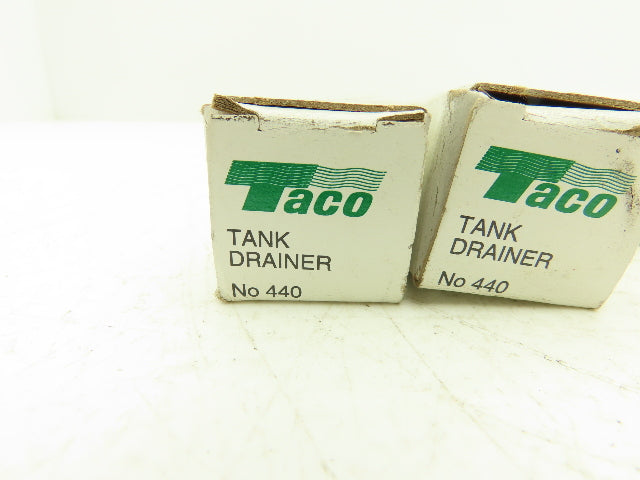 Taco
TANK
DRAINER
No 440
Taco
TANK
DRAINER
No 440